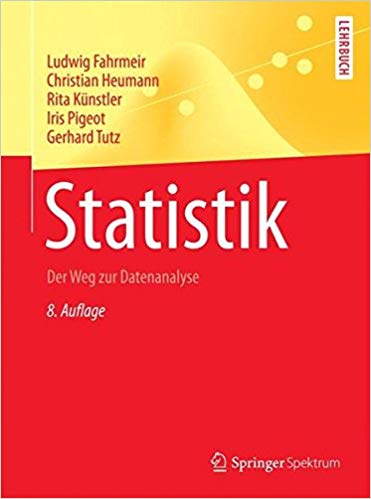 LEHRBUCH
Ludwig Fahrmeir
Christian Heumann
Rita Künstler
Iris Pigeot
Gerhard Tutz
Statistik
Der Weg zur Datenanalyse
8. Auflage
Springer Spektrum